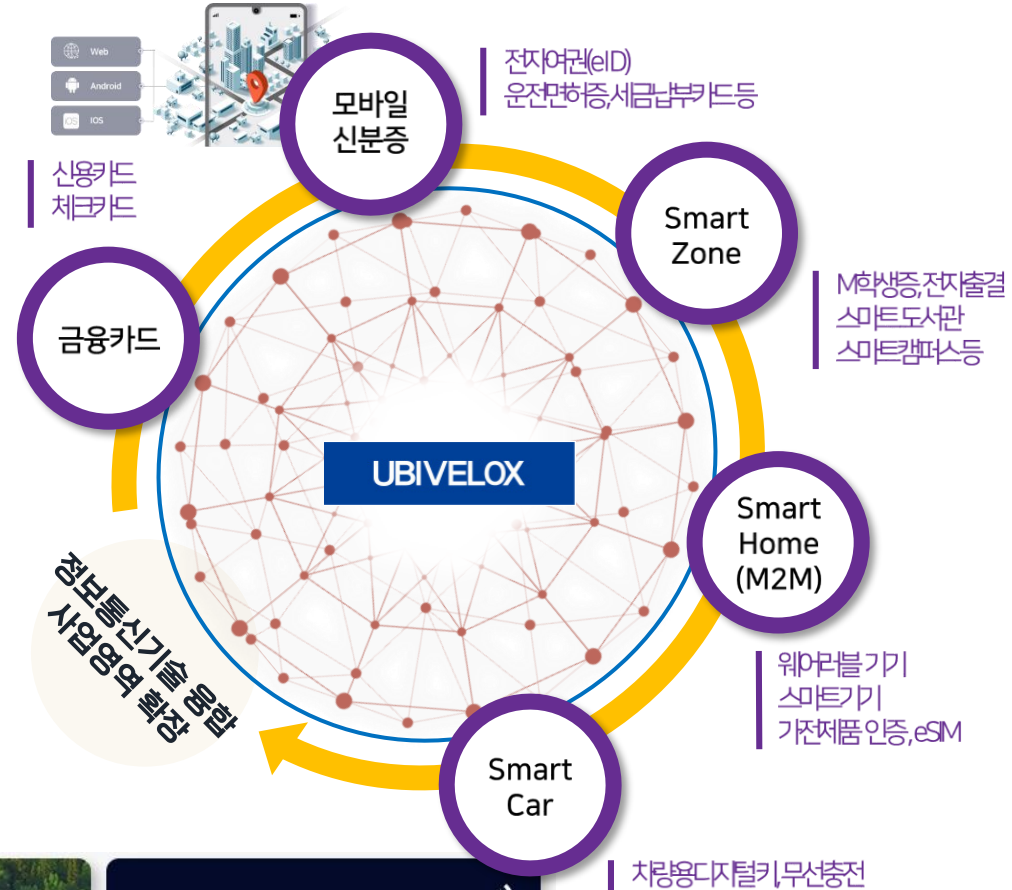 Web
Android
iOS
IOS
모바일
신분증
전자여권(eID)
운전면허증,세금납부카드등
신용카드
체크카드
금융카드
Smart
Zone
M학생증,전자출결
스마트 도서관
스마트캠퍼스등
UBIVELOX
Smart
Home
(M2M)
웨어러블 기기
스마트기기
가전제품 인증, eSIM
정보통신기술 융합
사업영역 확장
Smart
Car
차량용디지털키,무선충전